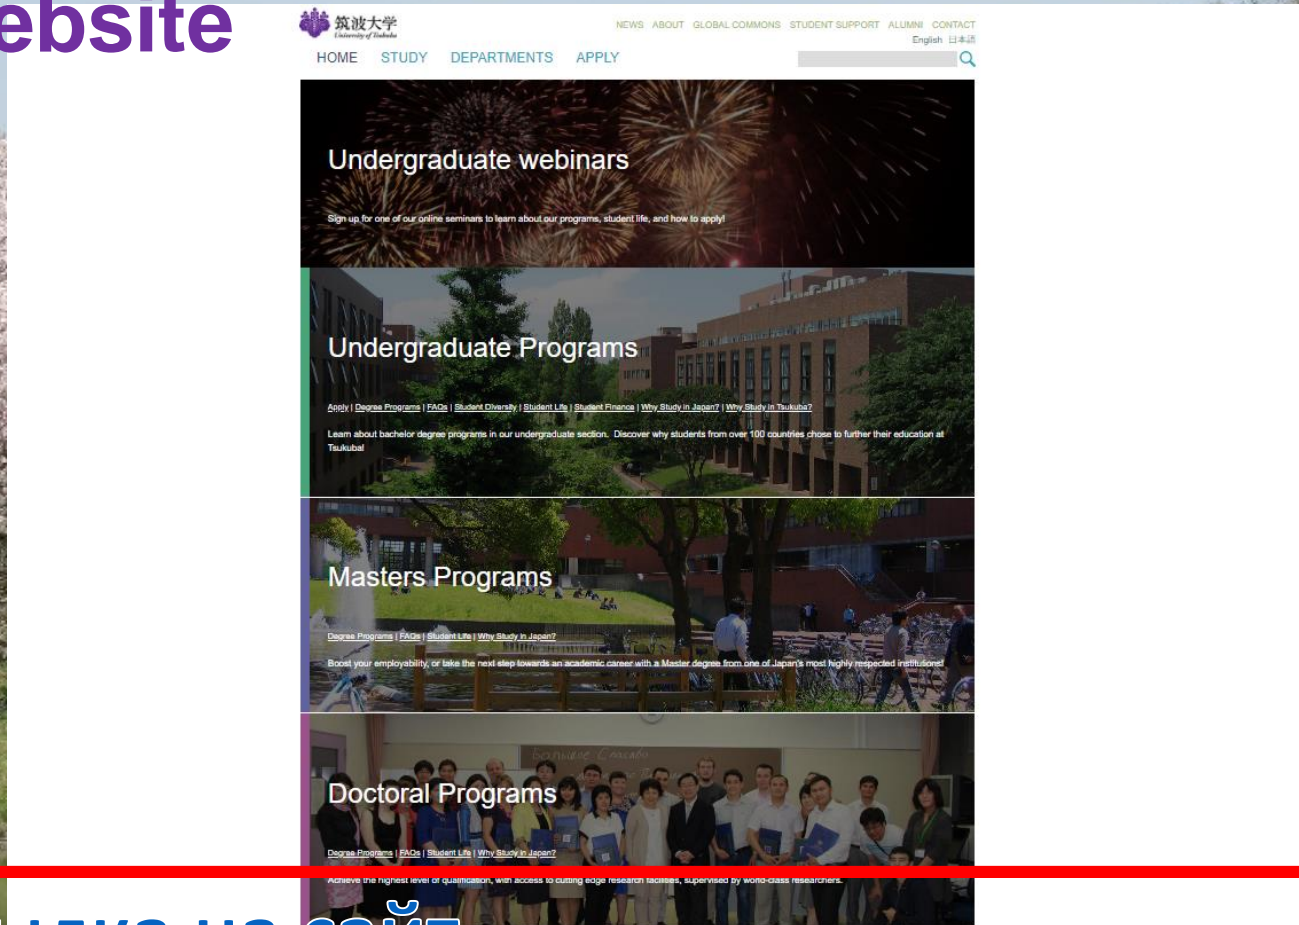 ebsite
筑波大学
University of Tsukuba
NEWS ABOUT GLOBAL COMMONS STUDENT SUPPORT ALUMNI CONTACT
English 日本語
HOME STUDY DEPARTMENTS APPLY
Undergraduate webinars
Sign up for one of our online seminars to learn about our programs, student life, and how to apply!
Undergraduate Programs
Apply | Degree Programs | FAQs | Student Diversity | Student Life | Student Finance | Why Study in Japan? | Why Study in Tsukuba?
Learn about bachelor degree programs in our undergraduate section. Discover why students from over 100 countries chose to further their education at
Tsukuba!
Masters Programs
Degree Programs | FAQs | Student Life | Why Study in Japan?
Boost your employability, or take the next step towards an academic career with a Master degree from one of Japan's most highly respected institutions!
Большое Спасибо
Doctoral Programs
Degree Programs | FAQs | Student Life | Why Study in Japan?
Achieve the highest level of qualification, with access to cutting edge research facilities, supervised by world-class researchers.
на сайт